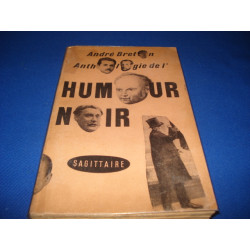 André Breton
Anthologie de l'
HUMOUR
NOIR
SAGITTAIRE